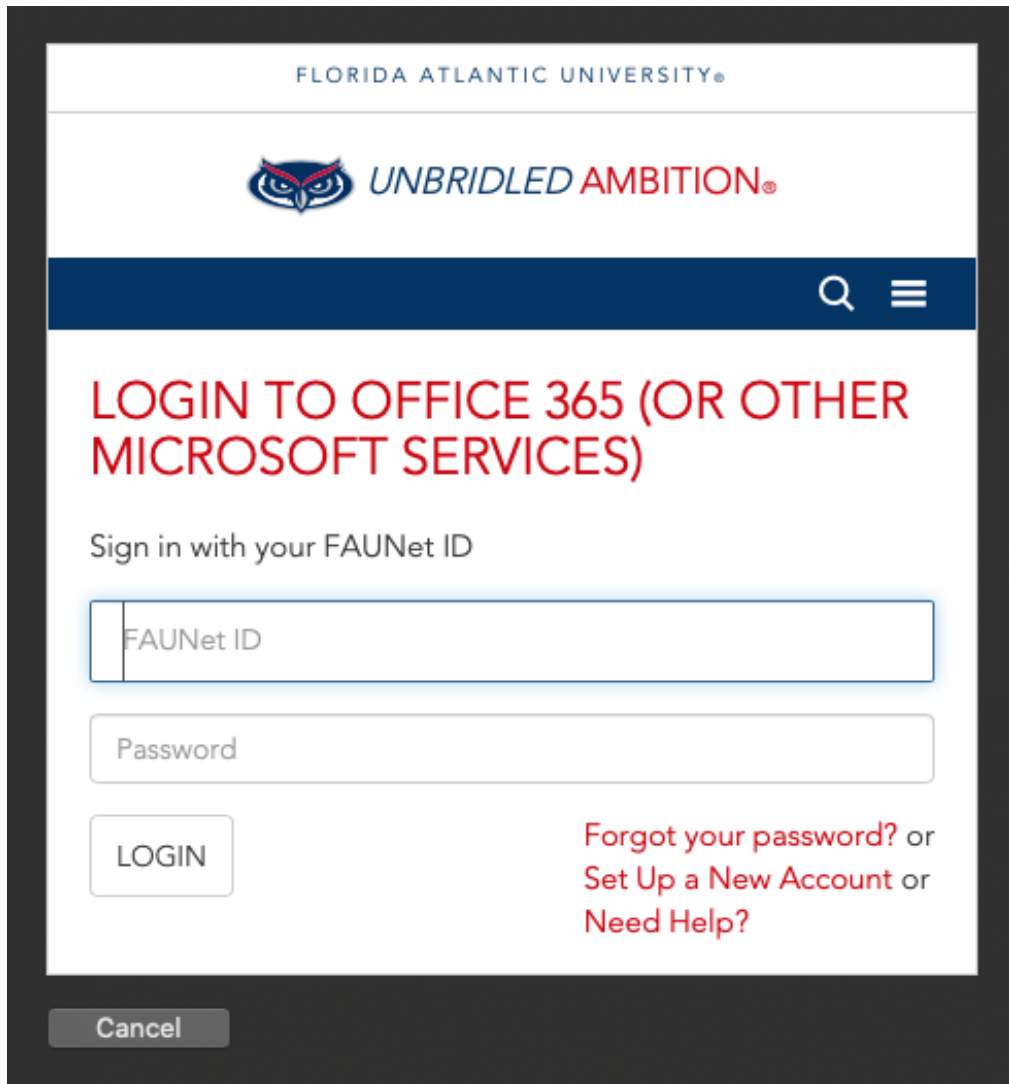 FLORIDA ATLANTIC UNIVERSITY®
UNBRIDLED AMBITION®
LOGIN TO OFFICE 365 (OR OTHER
MICROSOFT SERVICES)
Sign in with your FAUNet ID
FAUNet ID
Password
LOGIN
Forgot your password? or
Set Up a New Account or
Need Help?
Cancel